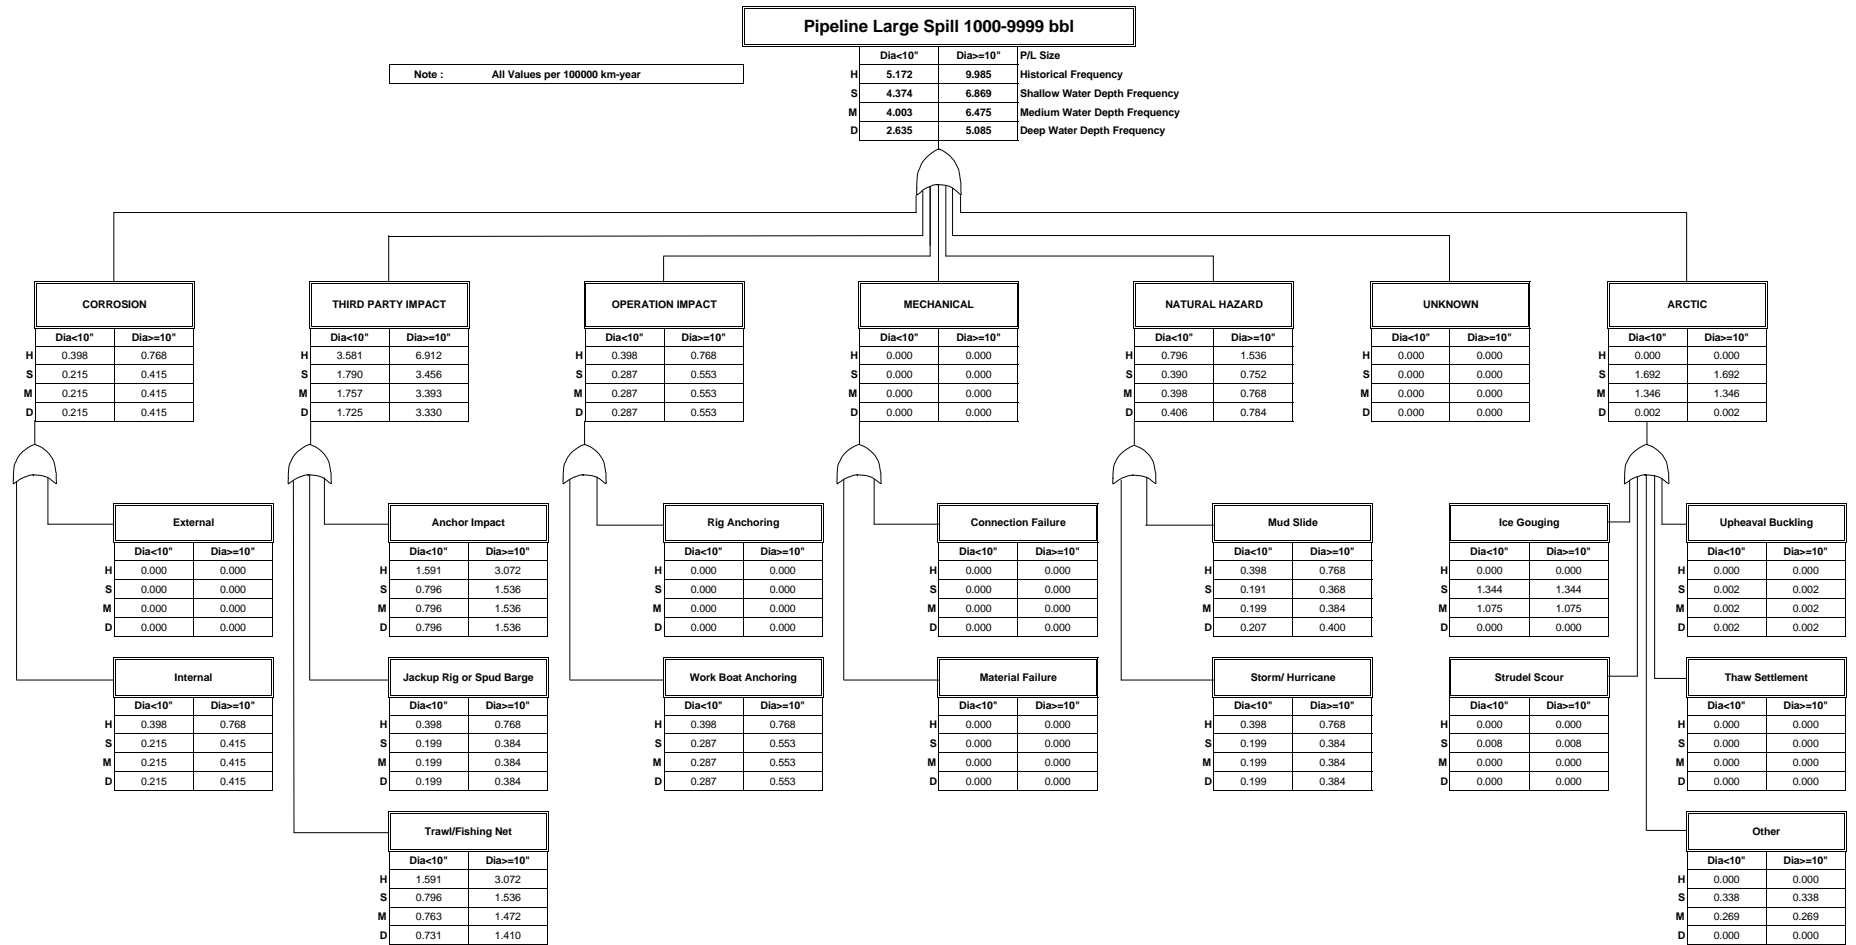 Pipeline Large Spill 1000-9999 bbl
Dia<10" Dia>=10" P/L Size
Note : All Values per 100000 km-year
H 5.172 9.985 Historical Frequency
S 4.374 6.869 Shallow Water Depth Frequency
M 4.003 6.475 Medium Water Depth Frequency
D 2.635 5.085 Deep Water Depth Frequency
CORROSION
Dia<10" Dia>=10"
H 0.398 0.768
S 0.215 0.415
M 0.215 0.415
D 0.215 0.415
THIRD PARTY IMPACT
Dia<10" Dia>=10"
H 3.581 6.912
S 1.790 3.456
M 1.757 3.393
D 1.725 3.330
OPERATION IMPACT
Dia<10" Dia>=10"
H 0.398 0.768
S 0.287 0.553
M 0.287 0.553
D 0.287 0.553
MECHANICAL
Dia<10" Dia>=10"
H 0.000 0.000
S 0.000 0.000
M 0.000 0.000
D 0.000 0.000
NATURAL HAZARD
Dia<10" Dia>=10"
H 0.796 1.536
S 0.390 0.752
M 0.398 0.768
D 0.406 0.784
UNKNOWN
Dia<10" Dia>=10"
H 0.000 0.000
S 0.000 0.000
M 0.000 0.000
D 0.000 0.000
ARCTIC
Dia<10" Dia>=10"
H 0.000 0.000
S 1.692 1.692
M 1.346 1.346
D 0.002 0.002
External
Dia<10" Dia>=10"
H 0.000 0.000
S 0.000 0.000
M 0.000 0.000
D 0.000 0.000
Anchor Impact
Dia<10" Dia>=10"
H 1.591 3.072
S 0.796 1.536
M 0.796 1.536
D 0.796 1.536
Rig Anchoring
Dia<10" Dia>=10"
H 0.000 0.000
S 0.000 0.000
M 0.000 0.000
D 0.000 0.000
Connection Failure
Dia<10" Dia>=10"
H 0.000 0.000
S 0.000 0.000
M 0.000 0.000
D 0.000 0.000
Mud Slide
Dia<10" Dia>=10"
H 0.398 0.768
S 0.191 0.368
M 0.199 0.384
D 0.207 0.400
Ice Gouging
Dia<10" Dia>=10"
H 0.000 0.000
S 1.344 1.344
M 1.075 1.075
D 0.000 0.000
Upheaval Buckling
Dia<10" Dia>=10"
H 0.000 0.000
S 0.002 0.002
M 0.002 0.002
D 0.002 0.002
Internal
Dia<10" Dia>=10"
H 0.398 0.768
S 0.215 0.415
M 0.215 0.415
D 0.215 0.415
Jackup Rig or Spud Barge
Dia<10" Dia>=10"
H 0.398 0.768
S 0.199 0.384
M 0.199 0.384
D 0.199 0.384
Work Boat Anchoring
Dia<10" Dia>=10"
H 0.398 0.768
S 0.287 0.553
M 0.287 0.553
D 0.287 0.553
Material Failure
Dia<10" Dia>=10"
H 0.000 0.000
S 0.000 0.000
M 0.000 0.000
D 0.000 0.000
Storm/ Hurricane
Dia<10" Dia>=10"
H 0.398 0.768
S 0.199 0.384
M 0.199 0.384
D 0.199 0.384
Strudel Scour
Dia<10" Dia>=10"
H 0.000 0.000
S 0.008 0.008
M 0.000 0.000
D 0.000 0.000
Thaw Settlement
Dia<10" Dia>=10"
H 0.000 0.000
S 0.000 0.000
M 0.000 0.000
D 0.000 0.000
Trawl/Fishing Net
Dia<10" Dia>=10"
H 1.591 3.072
S 0.796 1.536
M 0.763 1.472
D 0.731 1.410
Other
Dia<10" Dia>=10"
H 0.000 0.000
S 0.338 0.338
M 0.269 0.269
D 0.000 0.000